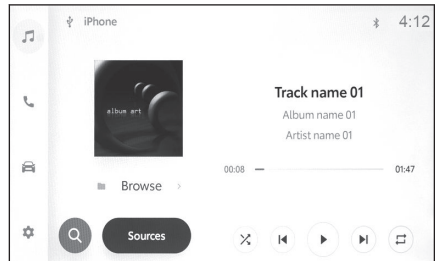 iPhone
4:12
album art
Track name 01
Album name 01
Artist name 01
00:08
01:47
Browse
Sources